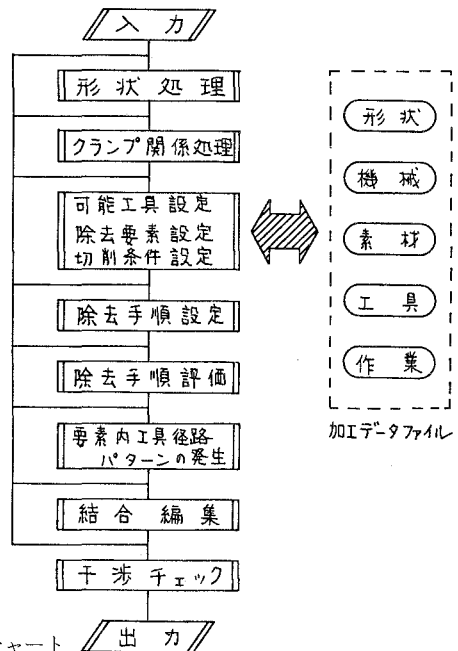 入力
形状処理
クランプ関係処理
可能工具設定
除去要素設定
切削条件設定
除去手順設定
除去手順評価
要素内工具径路
パターンの発生
結合編集
干渉チェック
出力
形状
機械
素材
工具
作業
加工データファイル
チャート